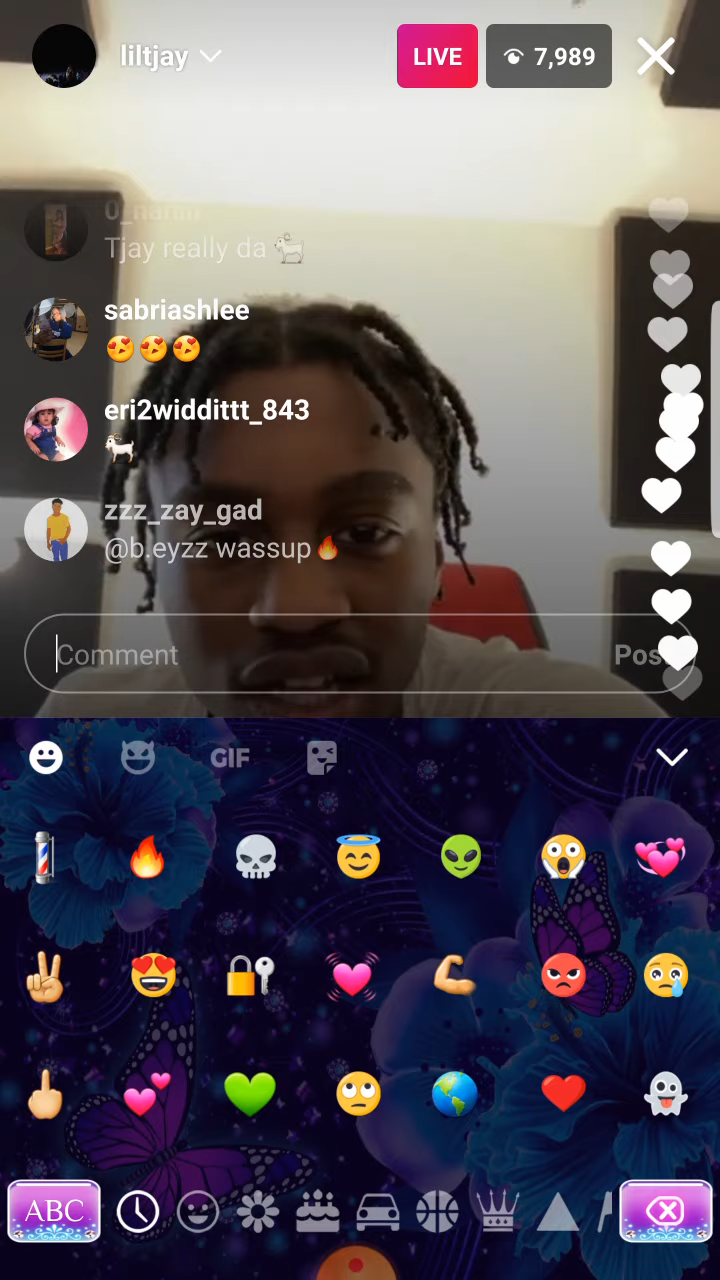 liltjay
LIVE
7,989
Tjay really da
sabriashlee
eri2widdittt_843
zzz_zay_gad
@b.eyzz wassup
Comment
GIF
ABC